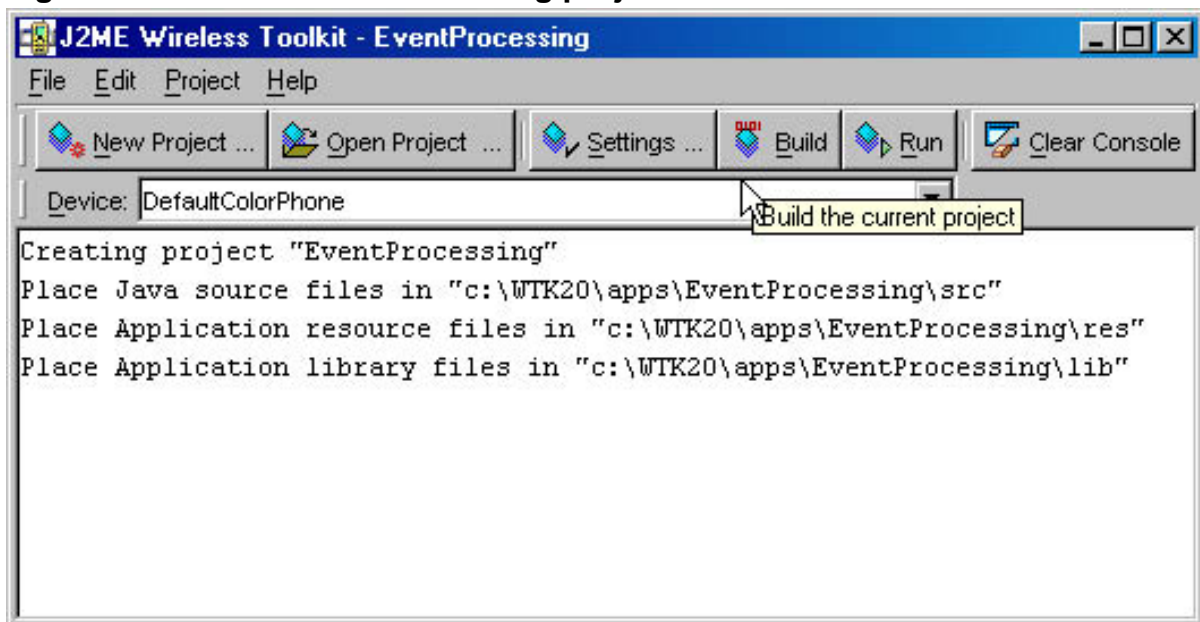 J2ME Wireless Toolkit - EventProcessing
File Edit Project Help
New Project ... Open Project ... Settings ... Build Run Clear Console
Device: DefaultColorPhone
Build the current project
Creating project "EventProcessing"
Place Java source files in "c:\WTK20\apps\EventProcessing\src"
Place Application resource files in "c:\WTK20\apps\EventProcessing\res"
Place Application library files in "c:\WTK20\apps\EventProcessing\lib"